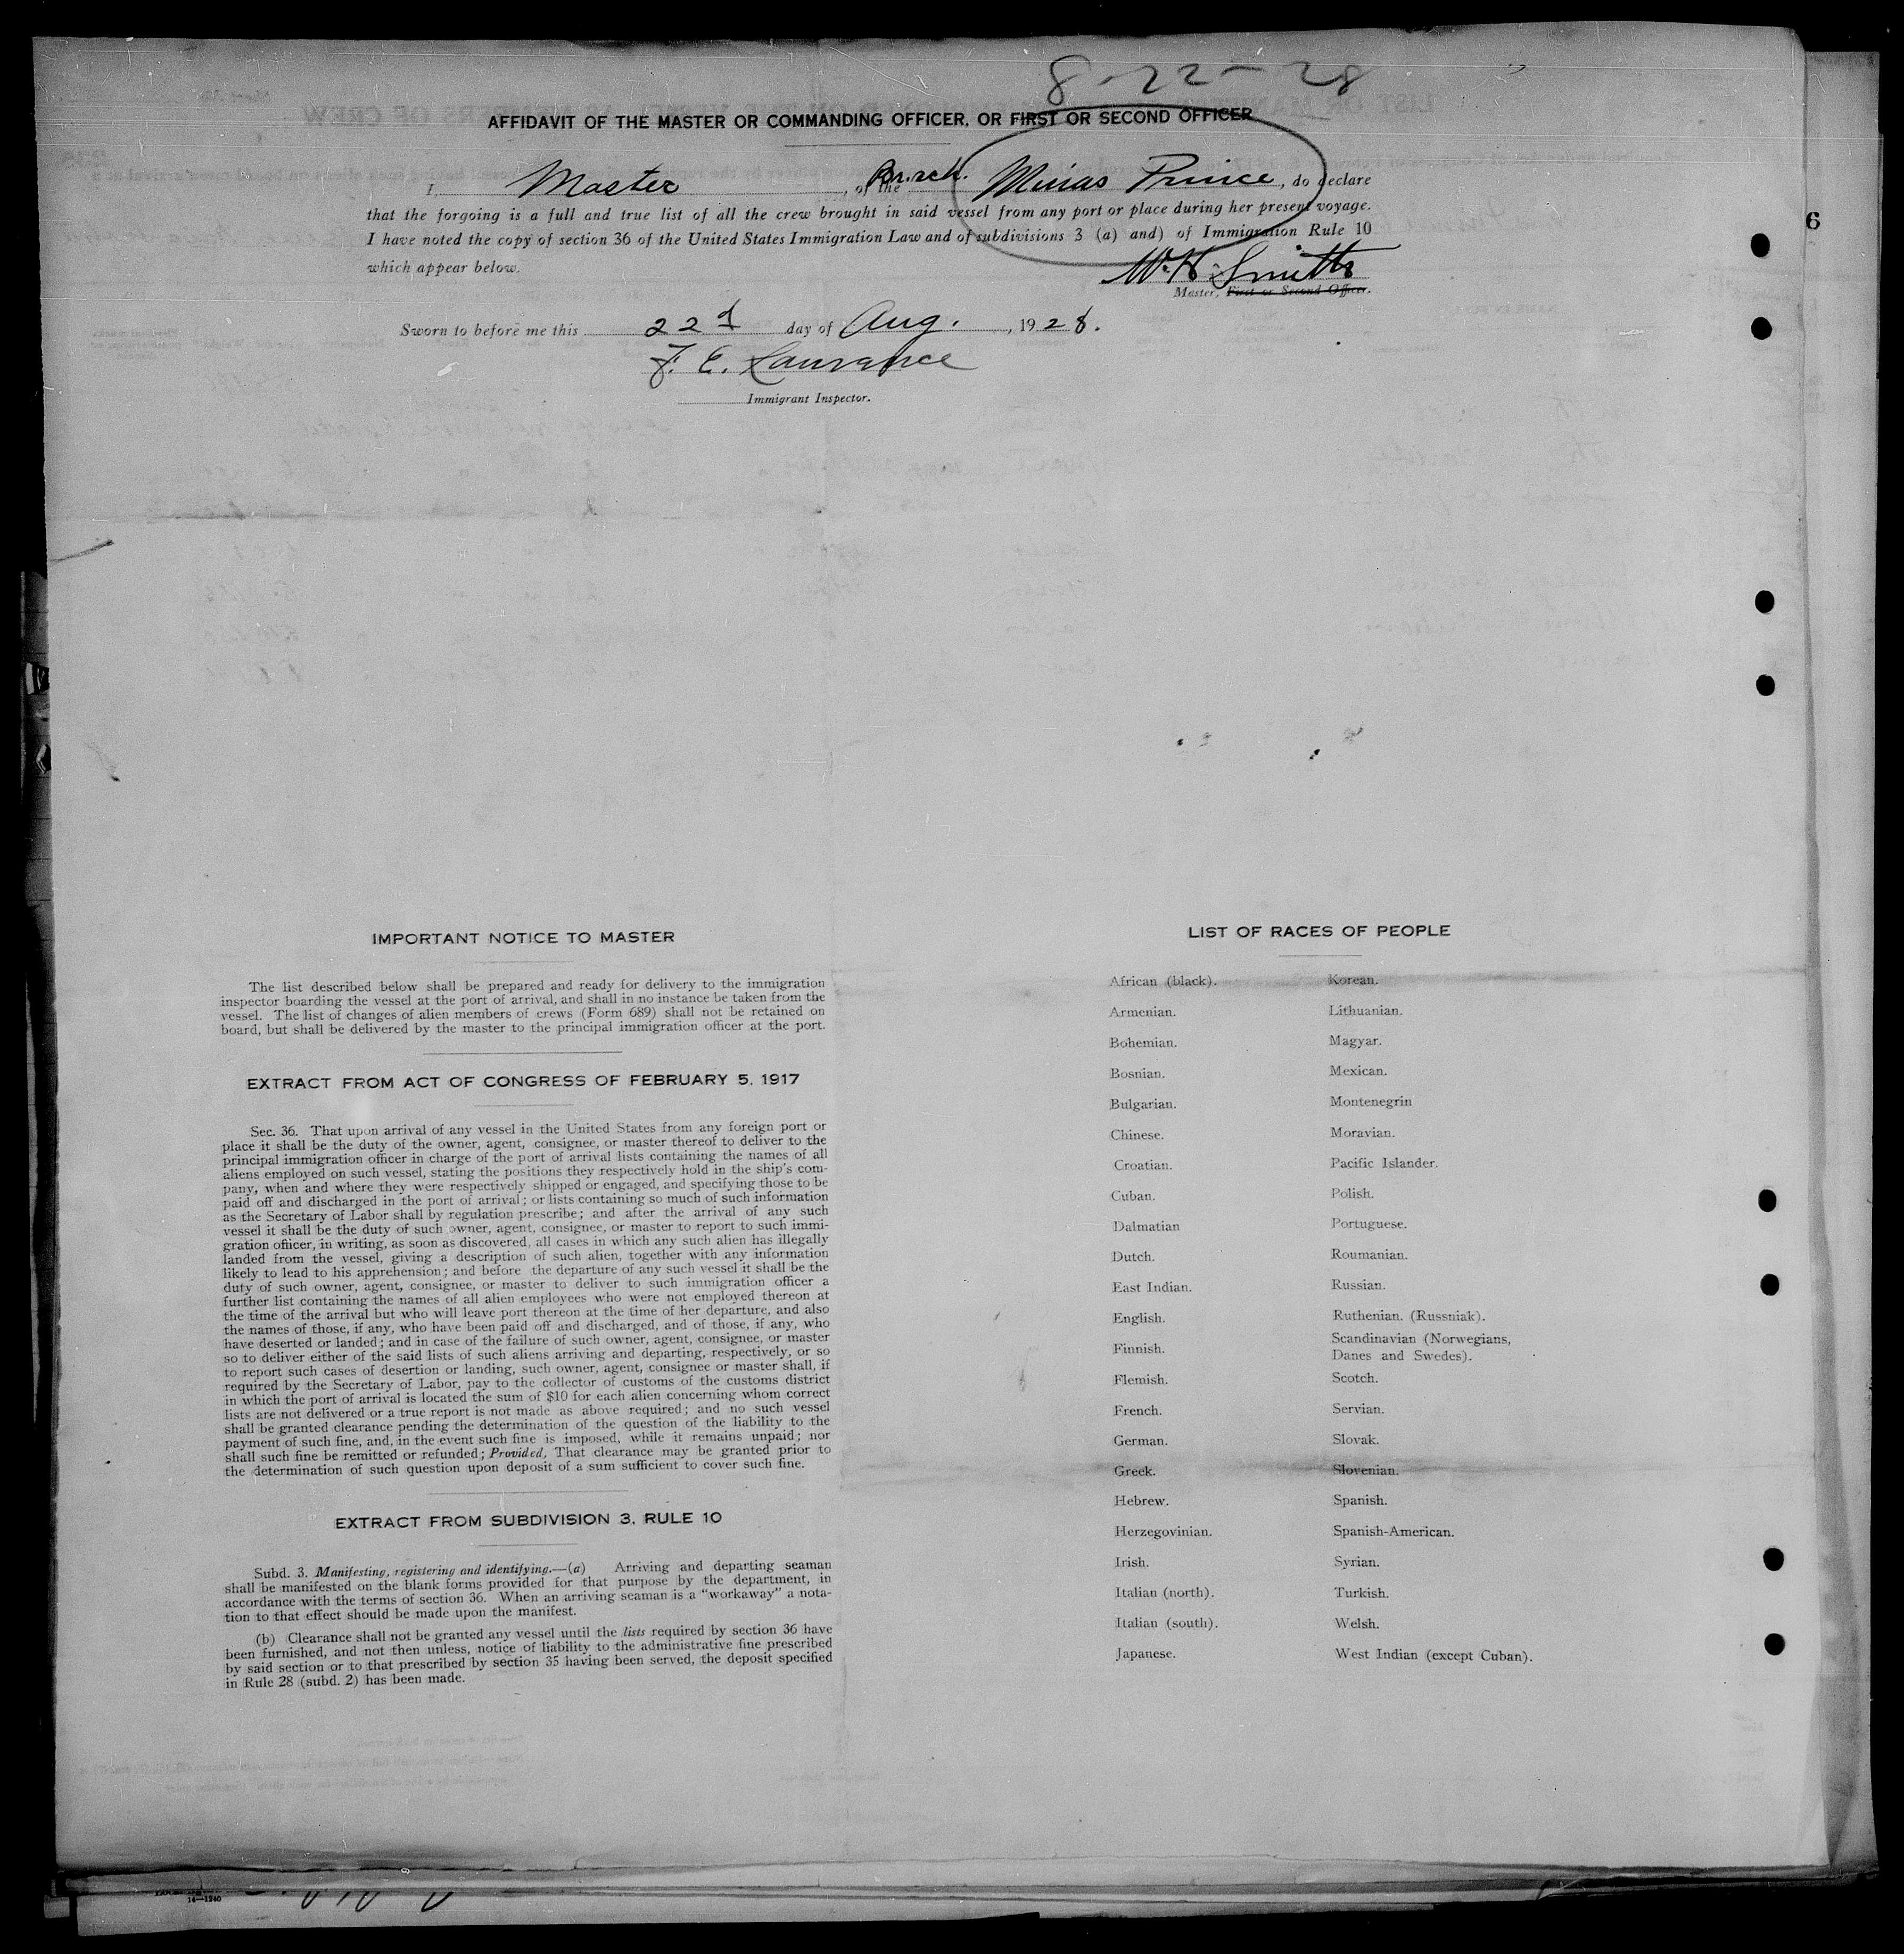 8-22-28
AFFIDAVIT OF THE MASTER OR COMMANDING OFFICER, OR FIRST OR SECOND OFFICER
I Master, of the Br. sch. Minas Prince, do declare
that the forgoing is a full and true list of all the crew brought in said vessel from any port or place during her present voyage.
I have noted the copy of section 36 of the United States Immigration Law and of subdivisions 3 (a) and) of Immigration Rule 10
which appear below.
W. H. Smith
Master, First or Second Officer.
Sworn to before me this 22d day of Aug., 1928.
F. E. Lawrance
Immigrant Inspector.
6
IMPORTANT NOTICE TO MASTER
The list described below shall be prepared and ready for delivery to the immigration
inspector boarding the vessel at the port of arrival, and shall in no instance be taken from the
vessel. The list of changes of alien members of crews (Form 689) shall not be retained on
board, but shall be delivered by the master to the principal immigration officer at the port.
EXTRACT FROM ACT OF CONGRESS OF FEBRUARY 5, 1917
Sec. 36. That upon arrival of any vessel in the United States from any foreign port or
place it shall be the duty of the owner, agent, consignee, or master thereof to deliver to the
principal immigration officer in charge of the port of arrival lists containing the names of all
aliens employed on such vessel, stating the positions they respectively hold in the ship's com-
pany, when and where they were respectively shipped or engaged, and specifying those to be
paid off and discharged in the port of arrival; or lists containing so much of such information
as the Secretary of Labor shall by regulation prescribe; and after the arrival of any such
vessel it shall be the duty of such owner, agent, consignee, or master to report to such immi-
gration officer, in writing, as soon as discovered, all cases in which any such alien has illegally
landed from the vessel, giving a description of such alien, together with any information
likely to lead to his apprehension; and before the departure of any such vessel it shall be the
duty of such owner, agent, consignee, or master to deliver to such immigration officer a
further list containing the names of all alien employees who were not employed thereon at
the time of the arrival but who will leave port thereon at the time of her departure, and also
the names of those, if any, who have been paid off and discharged, and of those, if any, who
have deserted or landed; and in case of the failure of such owner, agent, consignee, or master
so to deliver either of the said lists of such aliens arriving and departing, respectively, or so
to report such cases of desertion or landing, such owner, agent, consignee or master shall, if
required by the Secretary of Labor, pay to the collector of customs of the customs district
in which the port of arrival is located the sum of $10 for each alien concerning whom correct
lists are not delivered or a true report is not made as above required; and no such vessel
shall be granted clearance pending the determination of the question of the liability to the
payment of such fine, and, in the event such fine is imposed, while it remains unpaid; nor
shall such fine be remitted or refunded; Provided, That clearance may be granted prior to
the determination of such question upon deposit of a sum sufficient to cover such fine.
EXTRACT FROM SUBDIVISION 3, RULE 10
Subd. 3. Manifesting, registering and identifying.—(a) Arriving and departing seaman
shall be manifested on the blank forms provided for that purpose by the department, in
accordance with the terms of section 36. When an arriving seaman is a "workaway" a nota-
tion to that effect should be made upon the manifest.
(b) Clearance shall not be granted any vessel until the lists required by section 36 have
been furnished, and not then unless, notice of liability to the administrative fine prescribed
by said section or to that prescribed by section 35 having been served, the deposit specified
in Rule 28 (subd. 2) has been made.
LIST OF RACES OF PEOPLE
African (black).
Armenian.
Bohemian.
Bosnian.
Bulgarian.
Chinese.
Croatian.
Cuban.
Dalmatian
Dutch.
East Indian.
English.
Finnish.
Flemish.
French.
German.
Greek.
Hebrew.
Herzegovinian.
Irish.
Italian (north).
Italian (south).
Japanese.
Korean.
Lithuanian.
Magyar.
Mexican.
Montenegrin
Moravian.
Pacific Islander.
Polish.
Portuguese.
Roumanian.
Russian.
Ruthenian. (Russniak).
Scandinavian (Norwegians,
Danes and Swedes).
Scotch.
Servian.
Slovak.
Slovenian.
Spanish.
Spanish-American.
Syrian.
Turkish.
Welsh.
West Indian (except Cuban).
14—1240